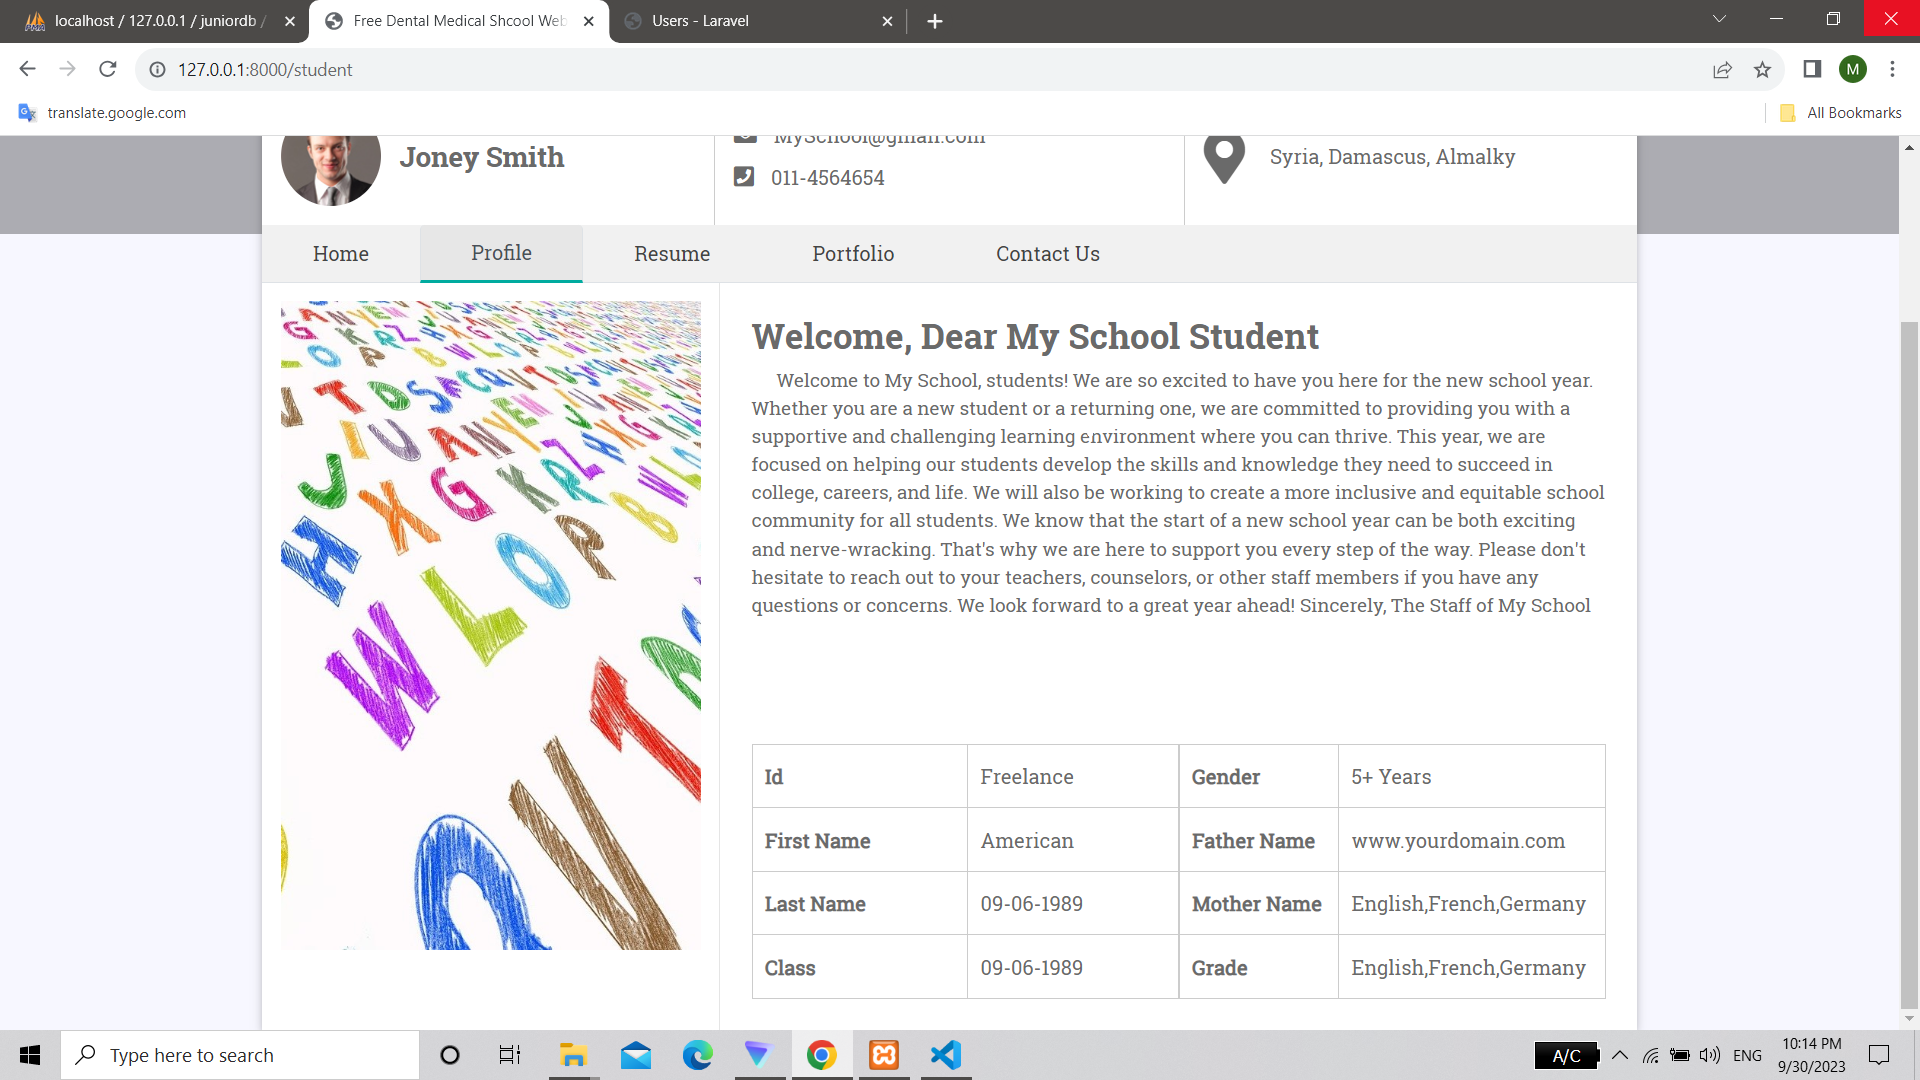 localhost / 127.0.0.1 / juniordb /
Free Dental Medical Shcool Web
Users - Laravel
127.0.0.1:8000/student
M
translate.google.com
All Bookmarks
Joney Smith
MySchool@gmail.com
011-4564654
Syria, Damascus, Almalky
Home
Profile
Resume
Portfolio
Contact Us
Welcome, Dear My School Student
Welcome to My School, students! We are so excited to have you here for the new school year.
Whether you are a new student or a returning one, we are committed to providing you with a
supportive and challenging learning environment where you can thrive. This year, we are
focused on helping our students develop the skills and knowledge they need to succeed in
college, careers, and life. We will also be working to create a more inclusive and equitable school
community for all students. We know that the start of a new school year can be both exciting
and nerve-wracking. That's why we are here to support you every step of the way. Please don't
hesitate to reach out to your teachers, counselors, or other staff members if you have any
questions or concerns. We look forward to a great year ahead! Sincerely, The Staff of My School
Id Freelance Gender 5+ Years
First Name American Father Name www.yourdomain.com
Last Name 09-06-1989 Mother Name English,French,Germany
Class 09-06-1989 Grade English,French,Germany
Type here to search
A/C
ENG
10:14 PM
9/30/2023